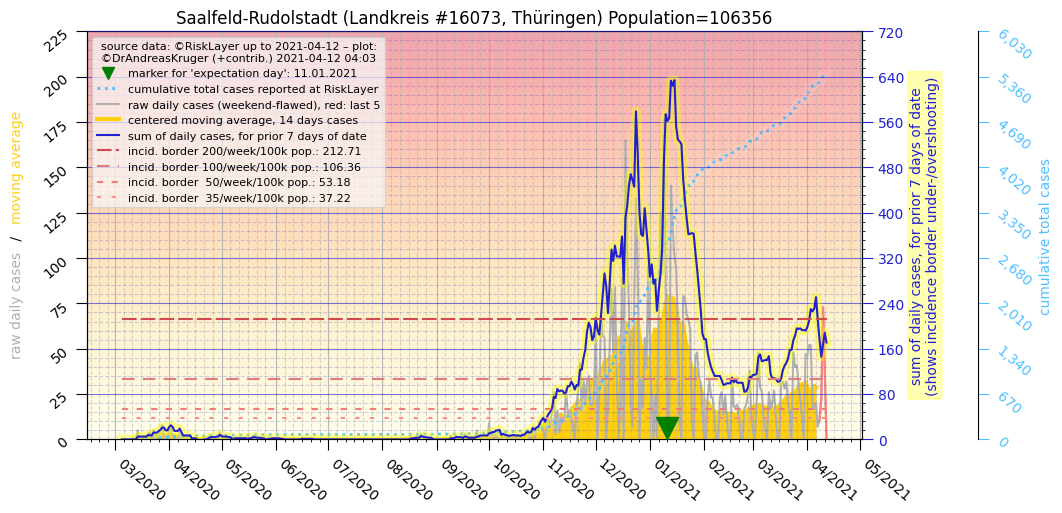 Saalfeld-Rudolstadt (Landkreis #16073, Thüringen) Population=106356
source data: ©RiskLayer up to 2021-04-12 – plot:
©DrAndreasKruger (+contrib.) 2021-04-12 04:03
marker for 'expectation day': 11.01.2021
cumulative total cases reported at RiskLayer
raw daily cases (weekend-flawed), red: last 5
centered moving average, 14 days cases
sum of daily cases, for prior 7 days of date
incid. border 200/week/100k pop.: 212.71
incid. border 100/week/100k pop.: 106.36
incid. border  50/week/100k pop.: 53.18
incid. border  35/week/100k pop.: 37.22
raw daily cases / moving average
225
200
175
150
125
100
75
50
25
0
03/2020
04/2020
05/2020
06/2020
07/2020
08/2020
09/2020
10/2020
11/2020
12/2020
01/2021
02/2021
03/2021
04/2021
05/2021
720
640
560
480
400
320
240
160
80
0
sum of daily cases, for prior 7 days of date
(shows incidence border under-/overshooting)
6,030
5,360
4,690
4,020
3,350
2,680
2,010
1,340
670
0
cumulative total cases